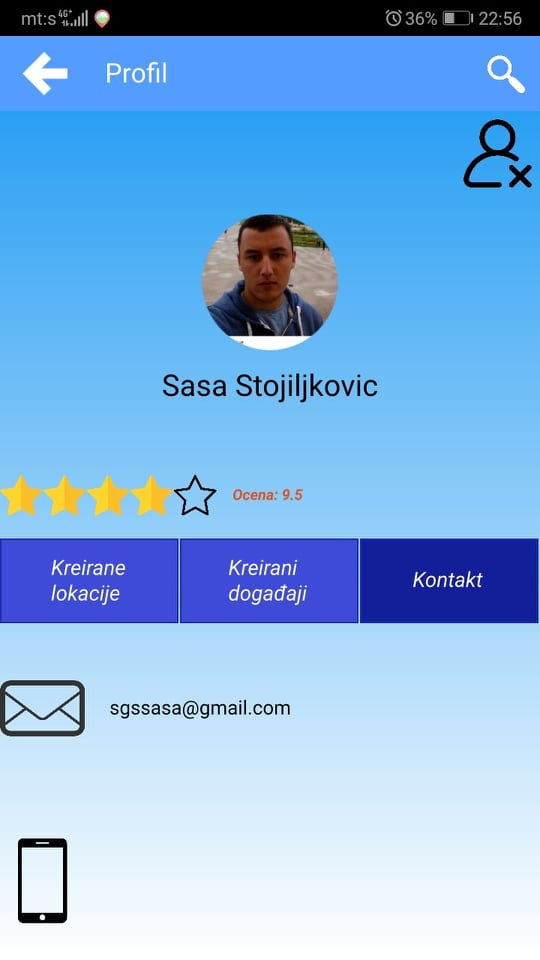 mt:s 4G+ 36% 22:56
Profil
Sasa Stojiljkovic
Ocena: 9.5
Kreirane
lokacije
Kreirani
događaji
Kontakt
sgssasa@gmail.com